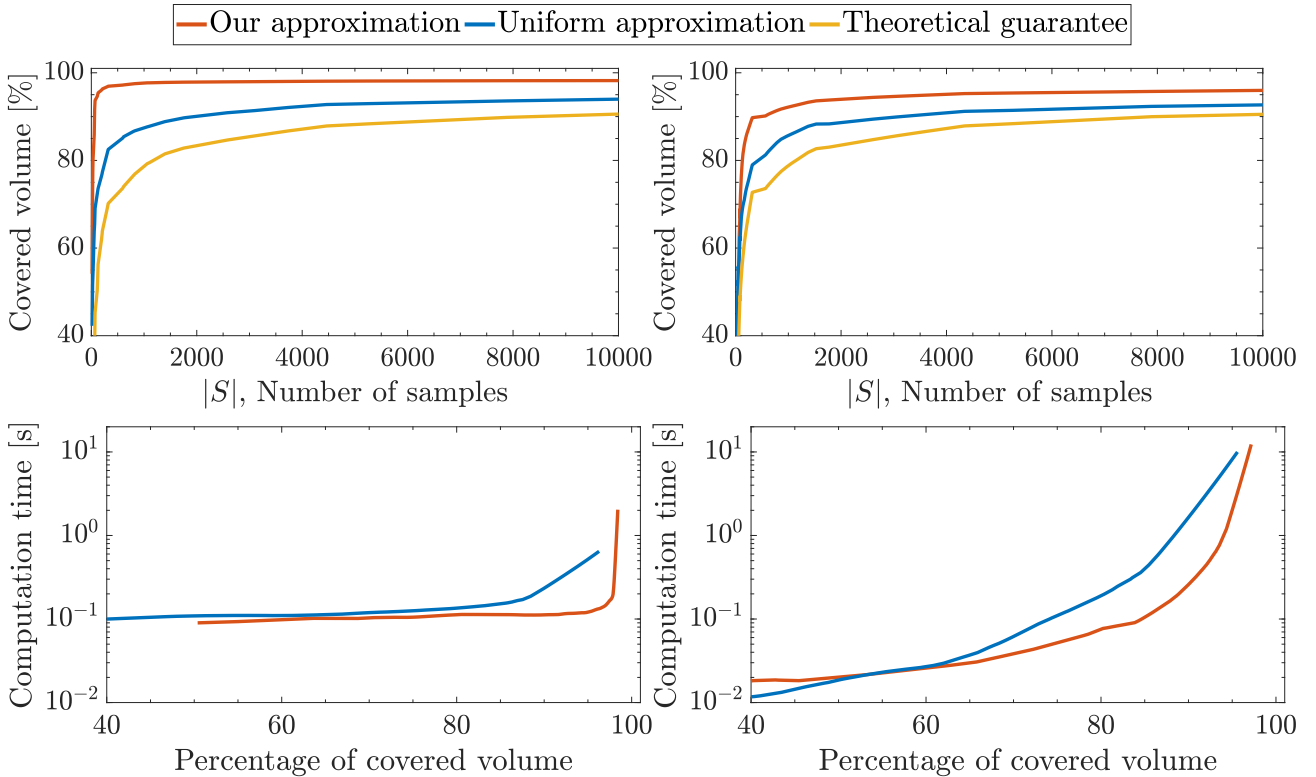 Our approximation Uniform approximation Theoretical guarantee
Covered volume [%]
100
80
60
40
0 2000 4000 6000 8000 10000
|S|, Number of samples
Covered volume [%]
100
80
60
40
0 2000 4000 6000 8000 10000
|S|, Number of samples
Computation time [s]
10^1
10^0
10^-1
10^-2
40 60 80 100
Percentage of covered volume
Computation time [s]
10^1
10^0
10^-1
10^-2
40 60 80 100
Percentage of covered volume